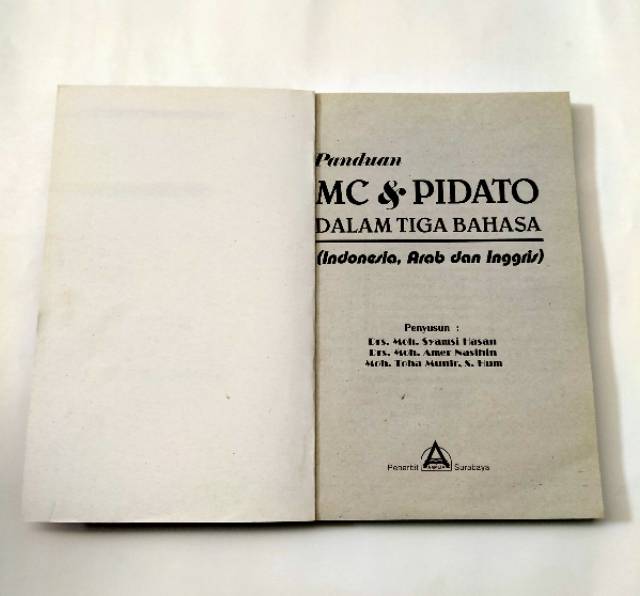 Panduan
MC & PIDATO
DALAM TIGA BAHASA
(Indonesia, Arab dan Inggris)
Penyusun :
Drs. Moh. Syamsi Hasan
Drs. Moh. Amer Nasihin
Moh. Toha Munir, S. Hum
Penerbit Surabaya